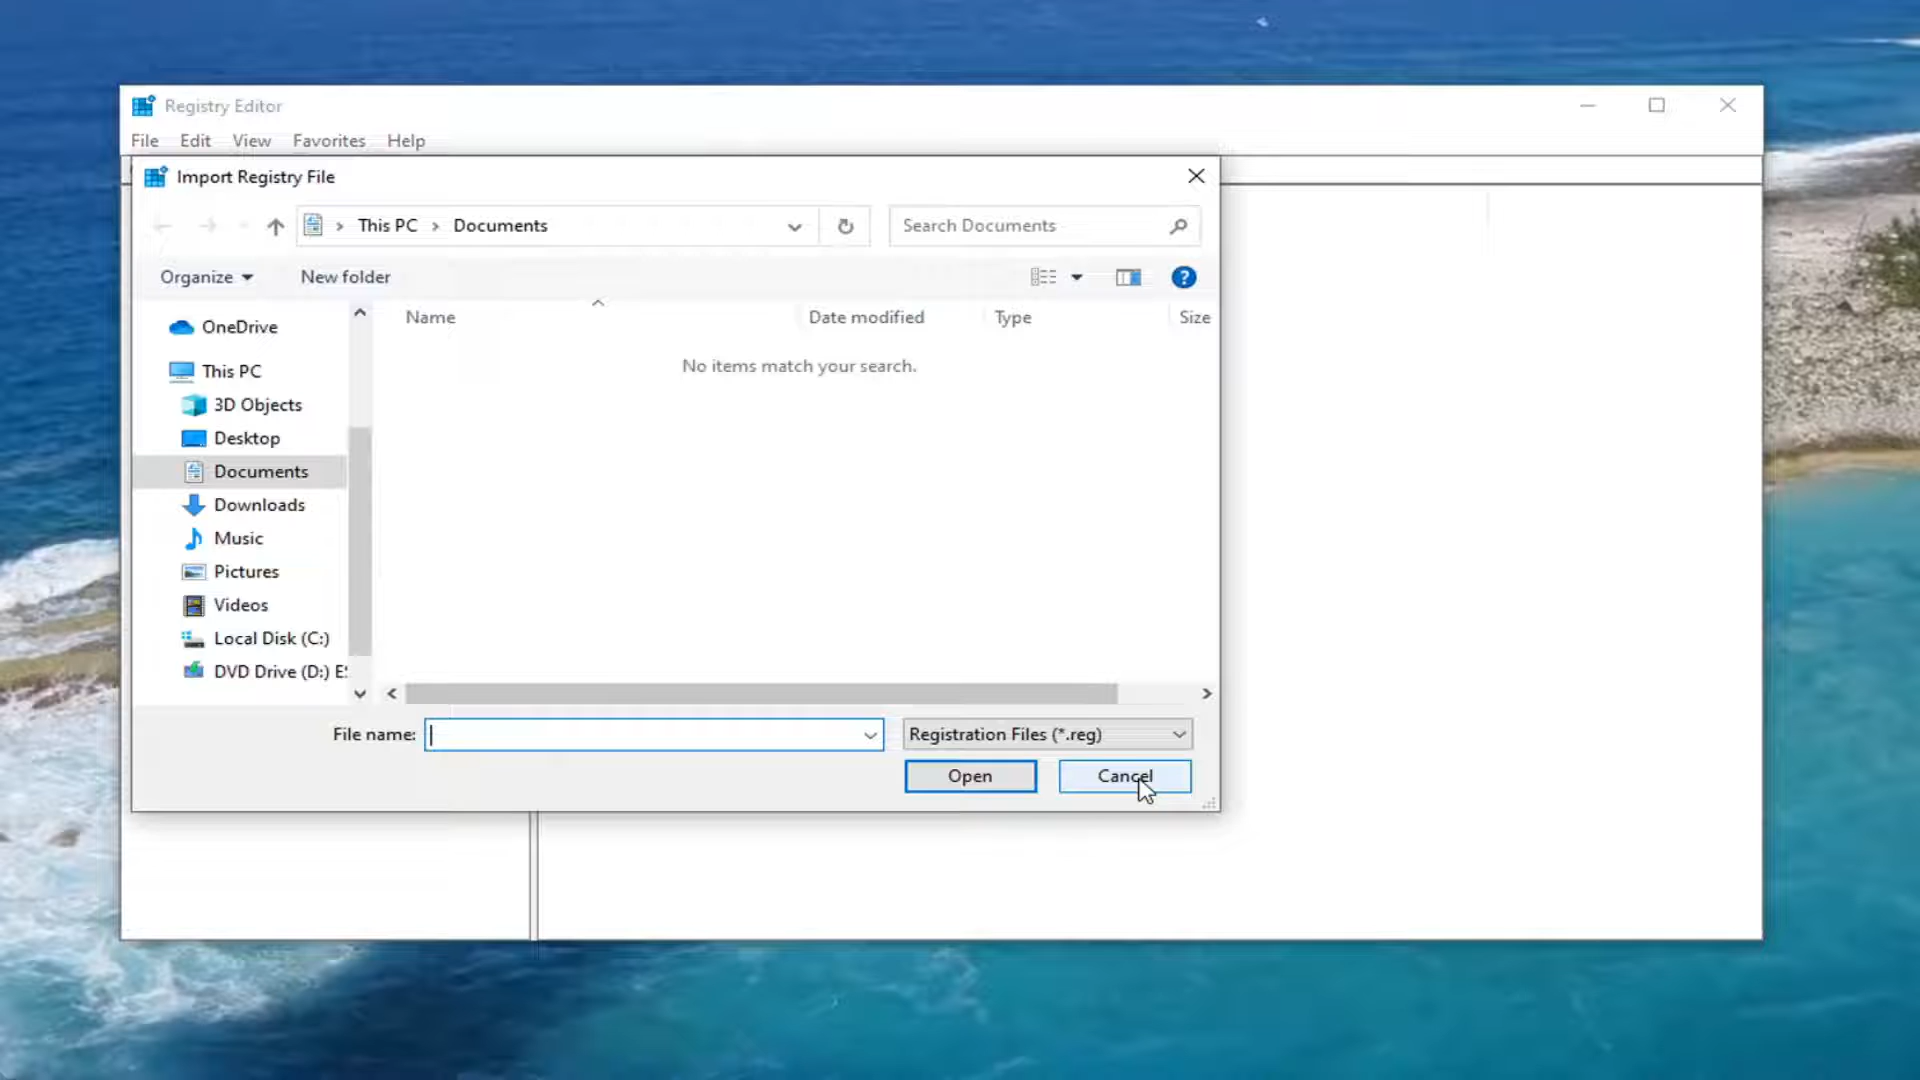 Registry Editor
File Edit View Favorites Help
Import Registry File
This PC > Documents
Search Documents
Organize New folder
Name Date modified Type Size
No items match your search.
OneDrive
This PC
3D Objects
Desktop
Documents
Downloads
Music
Pictures
Videos
Local Disk (C:)
DVD Drive (D:) E:
File name: Registration Files (*.reg)
Open Cancel